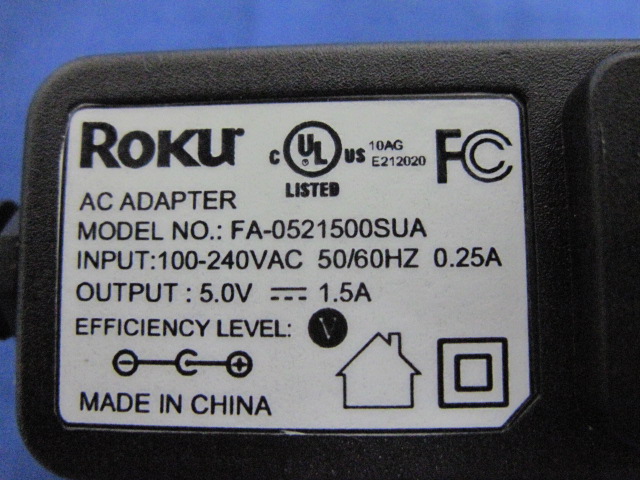 ROKU
C UL US 10AG
E212020
LISTED
FC
AC ADAPTER
MODEL NO.: FA-0521500SUA
INPUT:100-240VAC 50/60HZ 0.25A
OUTPUT : 5.0V ⎓ 1.5A
EFFICIENCY LEVEL: V
MADE IN CHINA